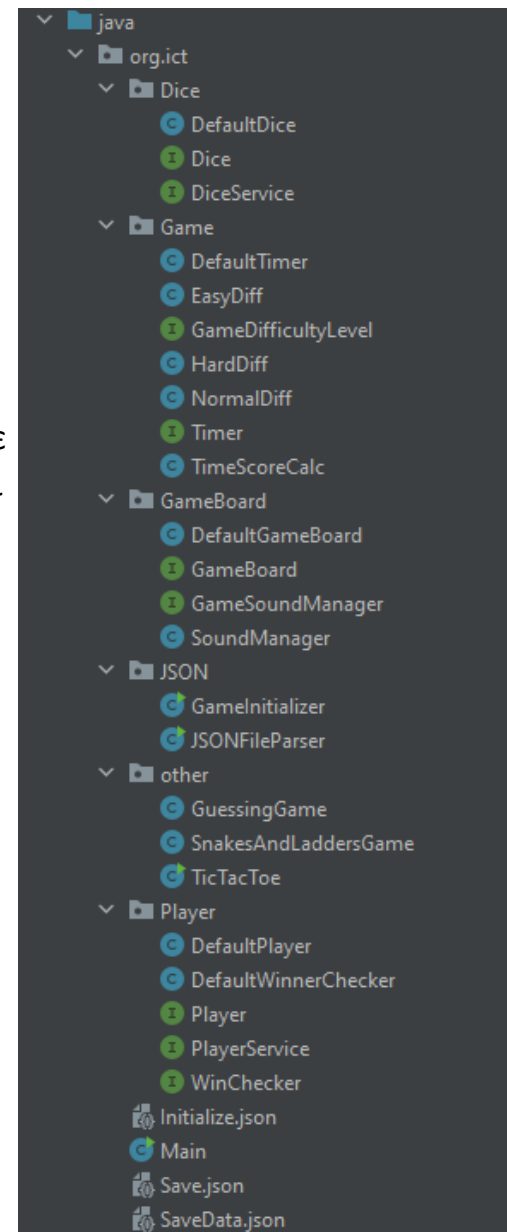 java
org.ict
Dice
DefaultDice
Dice
DiceService
Game
DefaultTimer
EasyDiff
GameDifficultyLevel
HardDiff
NormalDiff
Timer
TimeScoreCalc
GameBoard
DefaultGameBoard
GameBoard
GameSoundManager
SoundManager
JSON
GameInitializer
JSONFileParser
other
GuessingGame
SnakesAndLaddersGame
TicTacToe
Player
DefaultPlayer
DefaultWinnerChecker
Player
PlayerService
WinChecker
Initialize.json
Main
Save.json
SaveData.json